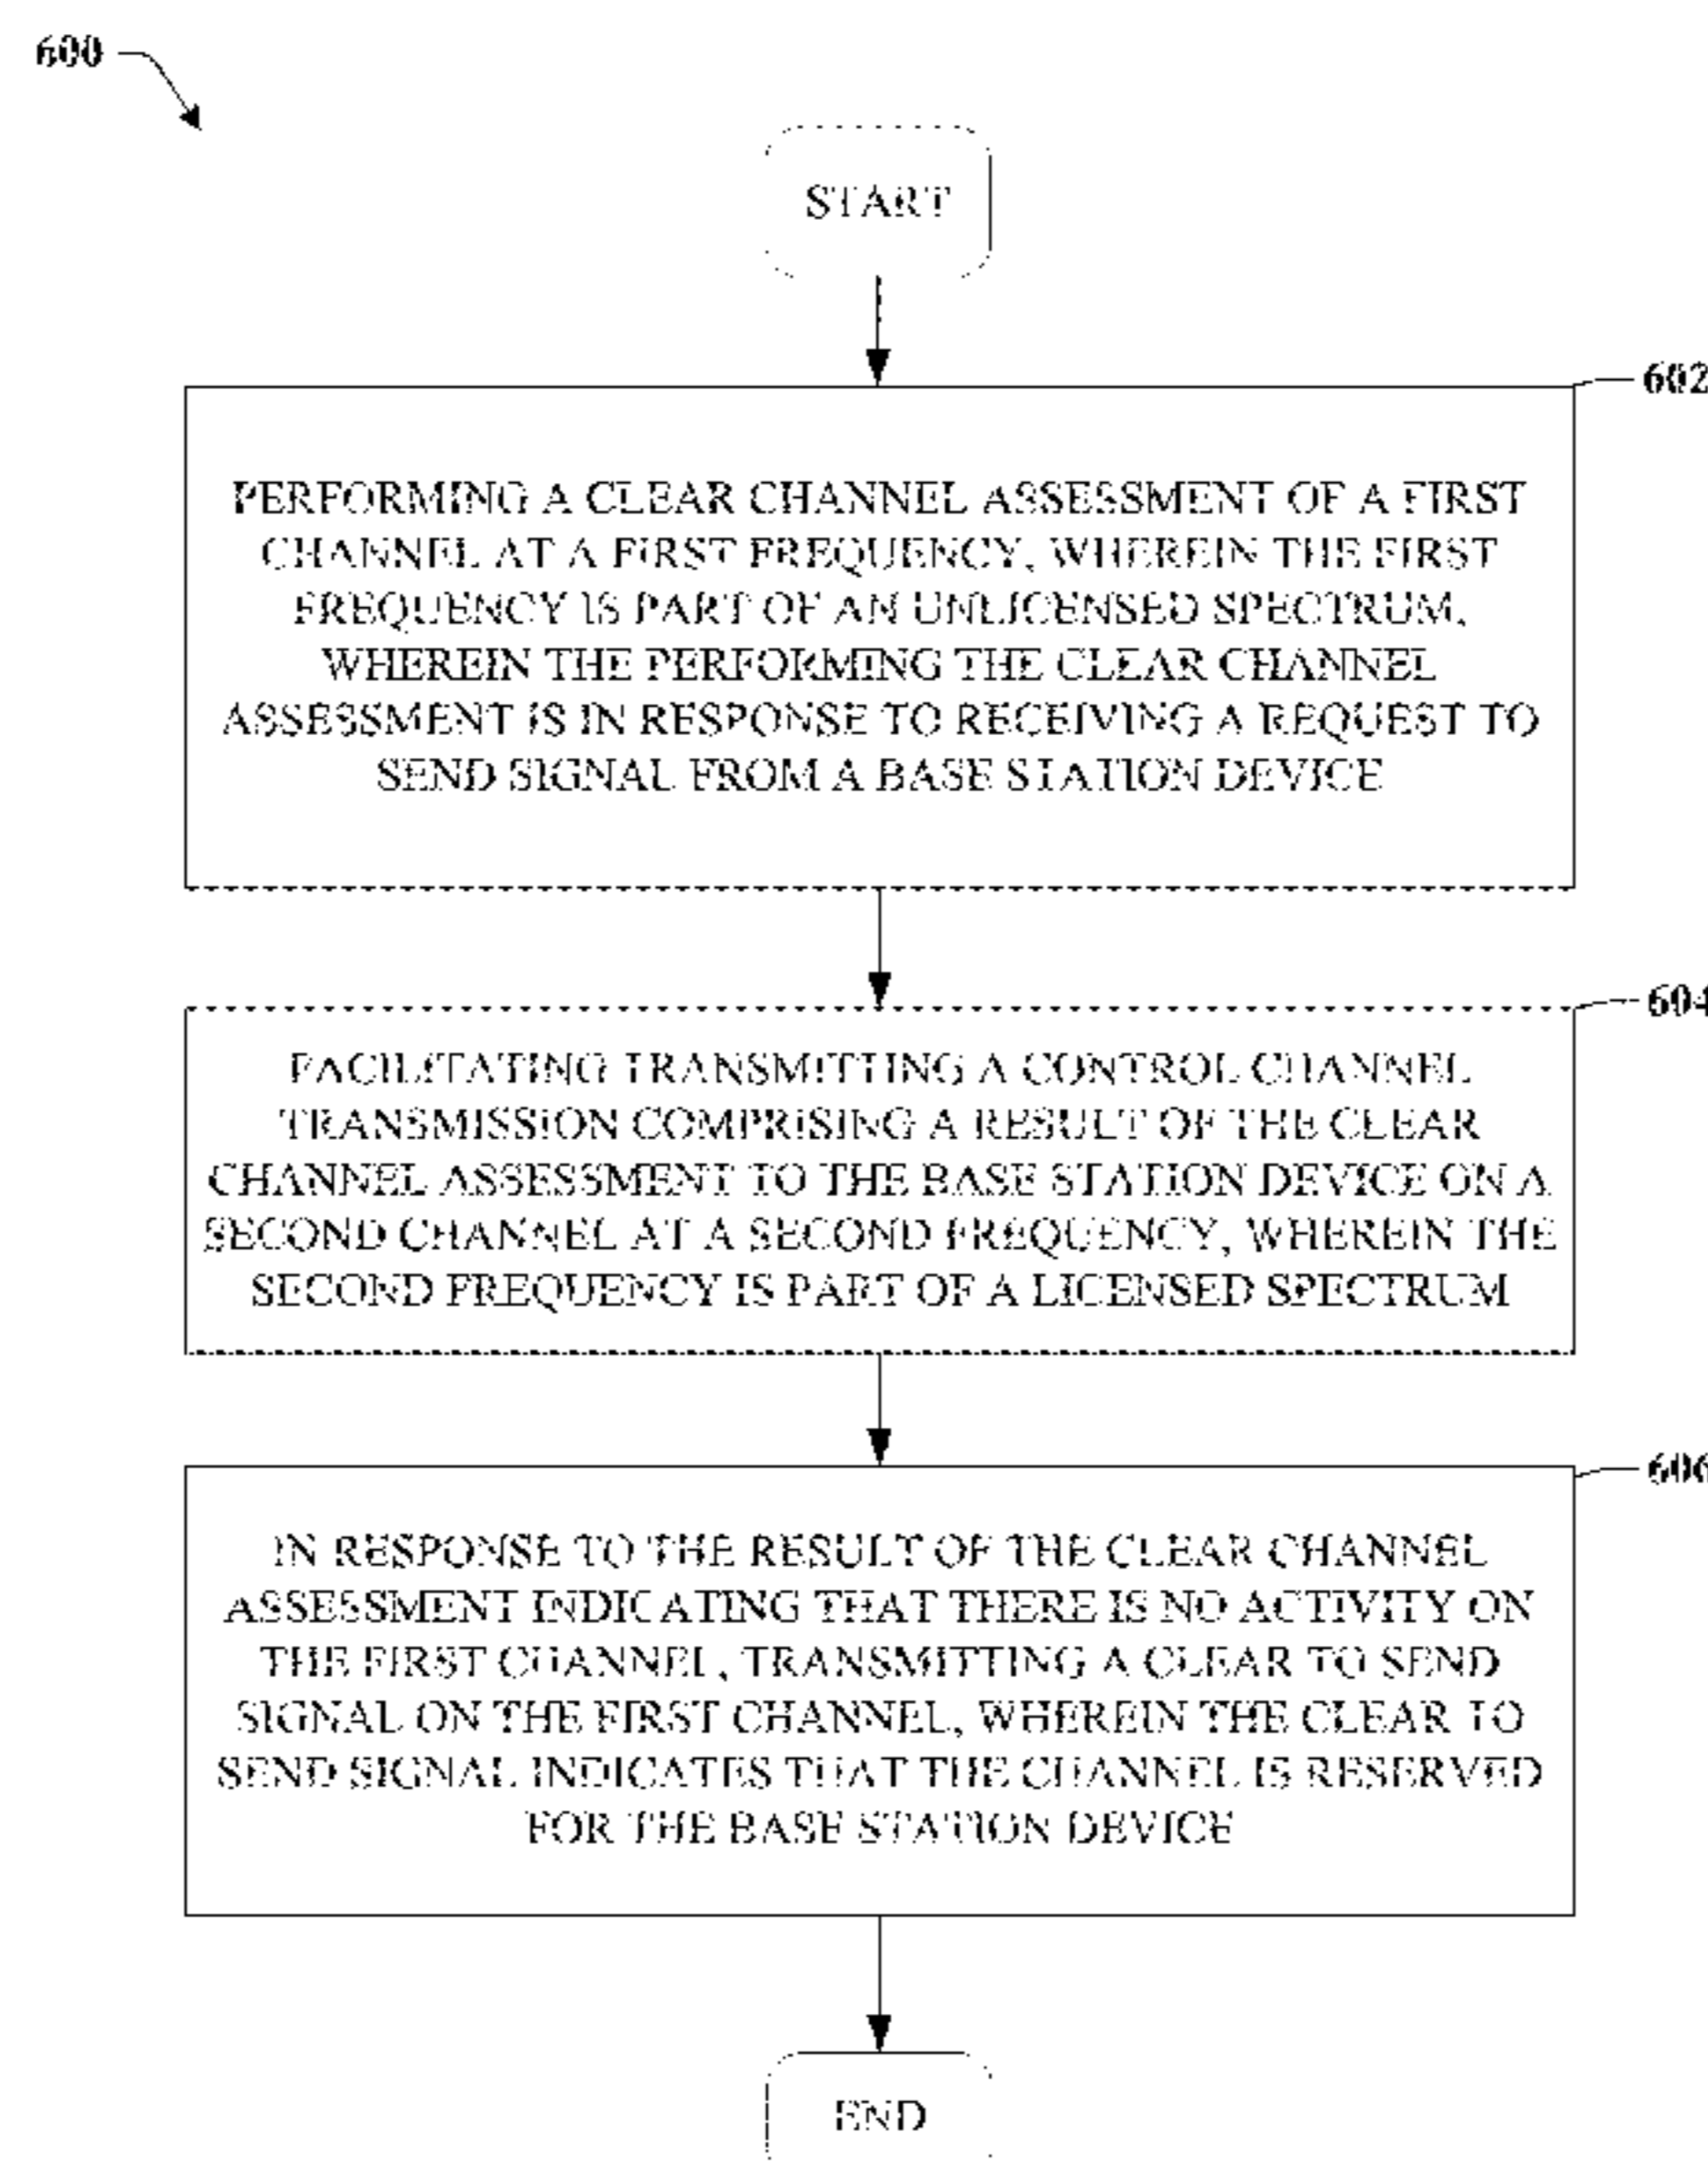 600
START
602
PERFORMING A CLEAR CHANNEL ASSESSMENT OF A FIRST
CHANNEL AT A FIRST FREQUENCY, WHEREIN THE FIRST
FREQUENCY IS PART OF AN UNLICENSED SPECTRUM,
WHEREIN THE PERFORMING THE CLEAR CHANNEL
ASSESSMENT IS IN RESPONSE TO RECEIVING A REQUEST TO
SEND SIGNAL FROM A BASE STATION DEVICE
604
FACILITATING TRANSMITTING A CONTROL CHANNEL
TRANSMISSION COMPRISING A RESULT OF THE CLEAR
CHANNEL ASSESSMENT TO THE BASE STATION DEVICE ON A
SECOND CHANNEL AT A SECOND FREQUENCY, WHEREIN THE
SECOND FREQUENCY IS PART OF A LICENSED SPECTRUM
606
IN RESPONSE TO THE RESULT OF THE CLEAR CHANNEL
ASSESSMENT INDICATING THAT THERE IS NO ACTIVITY ON
THE FIRST CHANNEL, TRANSMITTING A CLEAR TO SEND
SIGNAL ON THE FIRST CHANNEL, WHEREIN THE CLEAR TO
SEND SIGNAL INDICATES THAT THE CHANNEL IS RESERVED
FOR THE BASE STATION DEVICE
END